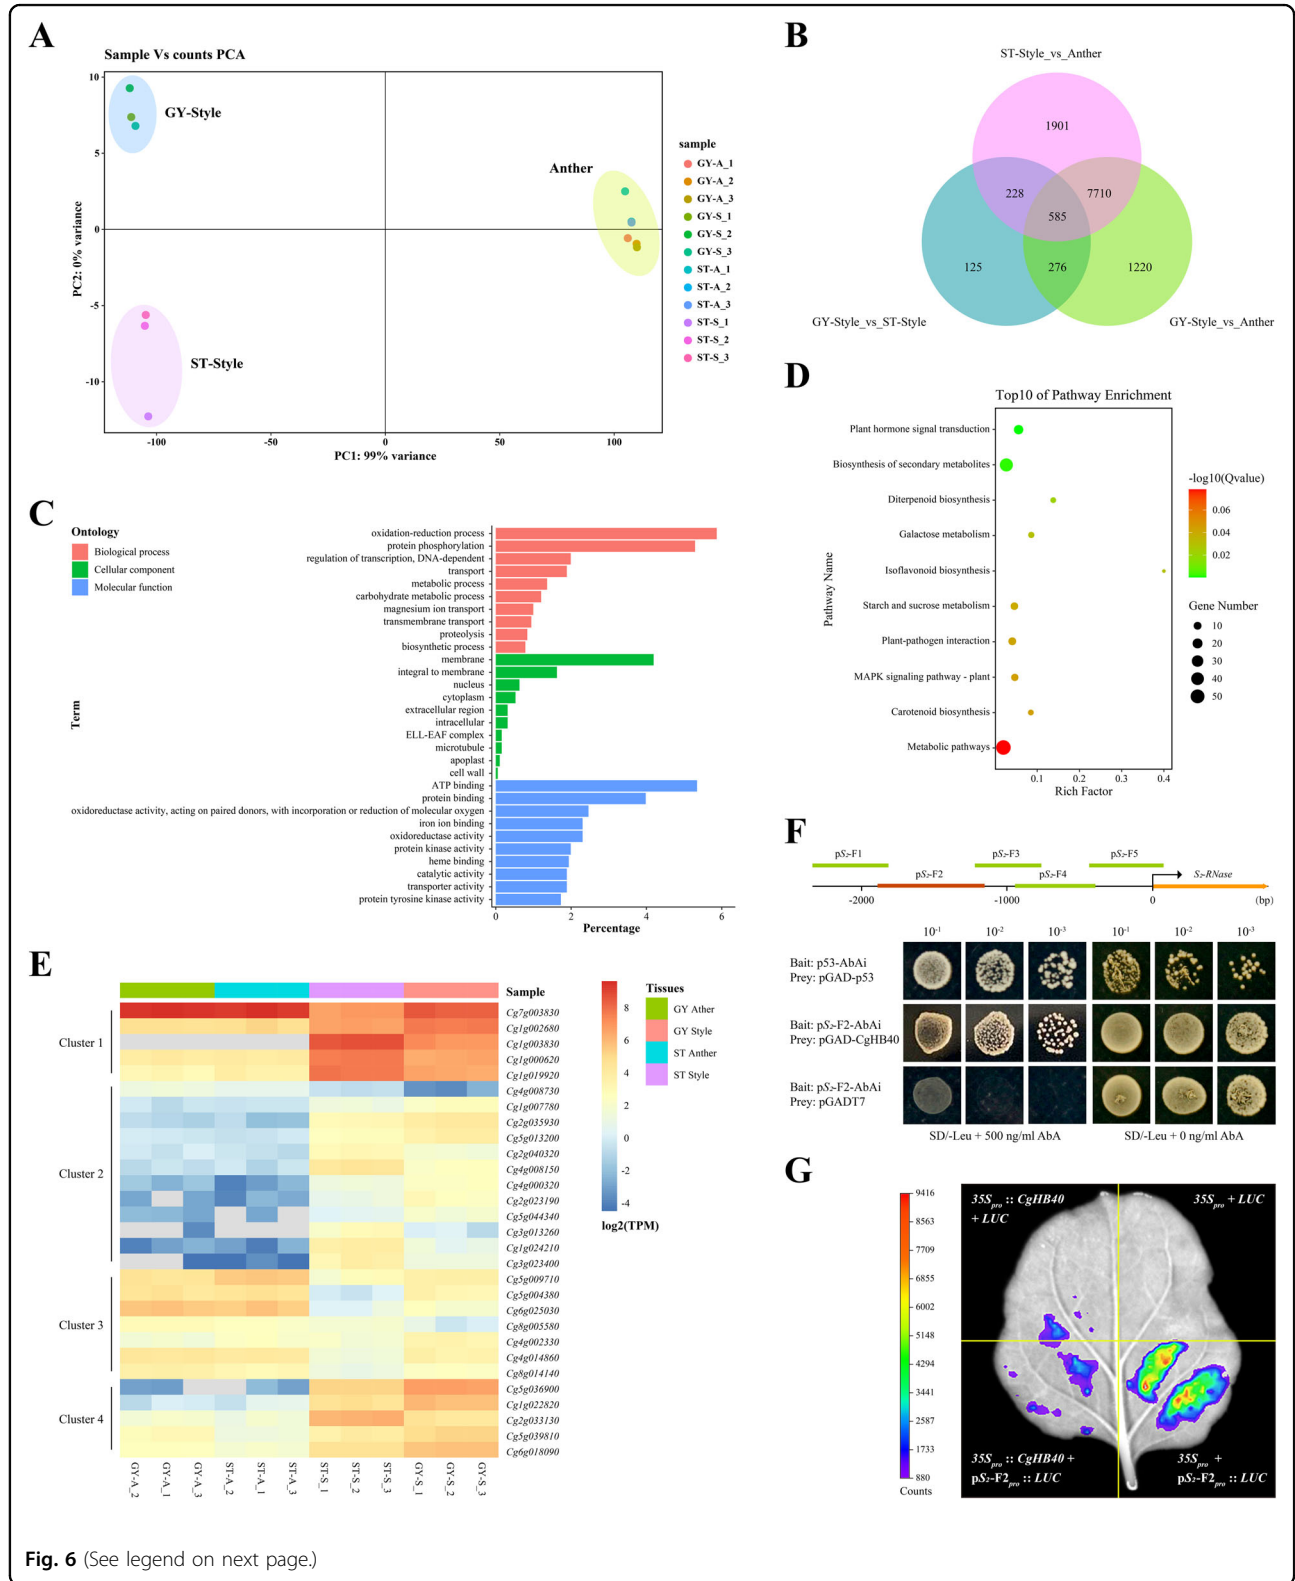 A
Sample Vs counts PCA
10
5
0
-5
-10
PC2: 0% variance
GY-Style
ST-Style
Anther
-100
-50
0
50
100
PC1: 99% variance
sample
GY-A_1
GY-A_2
GY-A_3
GY-S_1
GY-S_2
GY-S_3
ST-A_1
ST-A_2
ST-A_3
ST-S_1
ST-S_2
ST-S_3
B
ST-Style_vs_Anther
1901
228
7710
585
125
276
1220
GY-Style_vs_ST-Style
GY-Style_vs_Anther
C
Ontology
Biological process
Cellular component
Molecular function
Term
oxidation-reduction process
protein phosphorylation
regulation of transcription, DNA-dependent
transport
metabolic process
carbohydrate metabolic process
magnesium ion transport
transmembrane transport
proteolysis
biosynthetic process
membrane
integral to membrane
nucleus
cytoplasm
extracellular region
intracellular
ELL-EAF complex
microtubule
apoplast
cell wall
ATP binding
protein binding
oxidoreductase activity, acting on paired donors, with incorporation or reduction of molecular oxygen
iron ion binding
oxidoreductase activity
protein kinase activity
heme binding
catalytic activity
transporter activity
protein tyrosine kinase activity
0
2
4
6
Percentage
D
Top10 of Pathway Enrichment
Pathway Name
Plant hormone signal transduction
Biosynthesis of secondary metabolites
Diterpenoid biosynthesis
Galactose metabolism
Isoflavonoid biosynthesis
Starch and sucrose metabolism
Plant-pathogen interaction
MAPK signaling pathway - plant
Carotenoid biosynthesis
Metabolic pathways
0.1
0.2
0.3
0.4
Rich Factor
-log10(Qvalue)
0.06
0.04
0.02
Gene Number
10
20
30
40
50
E
Cluster 1
Cluster 2
Cluster 3
Cluster 4
Sample
Cg7g003830
Cg1g002680
Cg1g003830
Cg1g000620
Cg1g019920
Cg4g008730
Cg1g007780
Cg2g035930
Cg5g013200
Cg2g040320
Cg4g008150
Cg4g000320
Cg2g023190
Cg5g044340
Cg3g013260
Cg1g024210
Cg3g023400
Cg5g009710
Cg5g004380
Cg6g025030
Cg8g005580
Cg4g002330
Cg4g014860
Cg8g014140
Cg5g036900
Cg1g022820
Cg2g033130
Cg5g039810
Cg6g018090
GY-A_2
GY-A_1
GY-A_3
ST-A_2
ST-A_1
ST-A_3
ST-S_1
ST-S_2
ST-S_3
GY-S_1
GY-S_2
GY-S_3
8
6
4
2
0
-2
-4
log2(TPM)
Tissues
GY Ather
GY Style
ST Anther
ST Style
F
pS₂-F1
pS₂-F3
pS₂-F5
pS₂-F2
pS₂-F4
S₂-RNase
-2000
-1000
0
(bp)
10⁻¹ 10⁻² 10⁻³ 10⁻¹ 10⁻² 10⁻³
Bait: p53-AbAi
Prey: pGAD-p53
Bait: pS₂-F2-AbAi
Prey: pGAD-CgHB40
Bait: pS₂-F2-AbAi
Prey: pGADT7
SD/-Leu + 500 ng/ml AbA
SD/-Leu + 0 ng/ml AbA
G
9416
8563
7709
6855
6002
5148
4294
3441
2587
1733
880
Counts
35Spro :: CgHB40
+ LUC
35Spro + LUC
35Spro :: CgHB40 +
pS₂-F2pro :: LUC
35Spro +
pS₂-F2pro :: LUC
Fig. 6 (See legend on next page.)